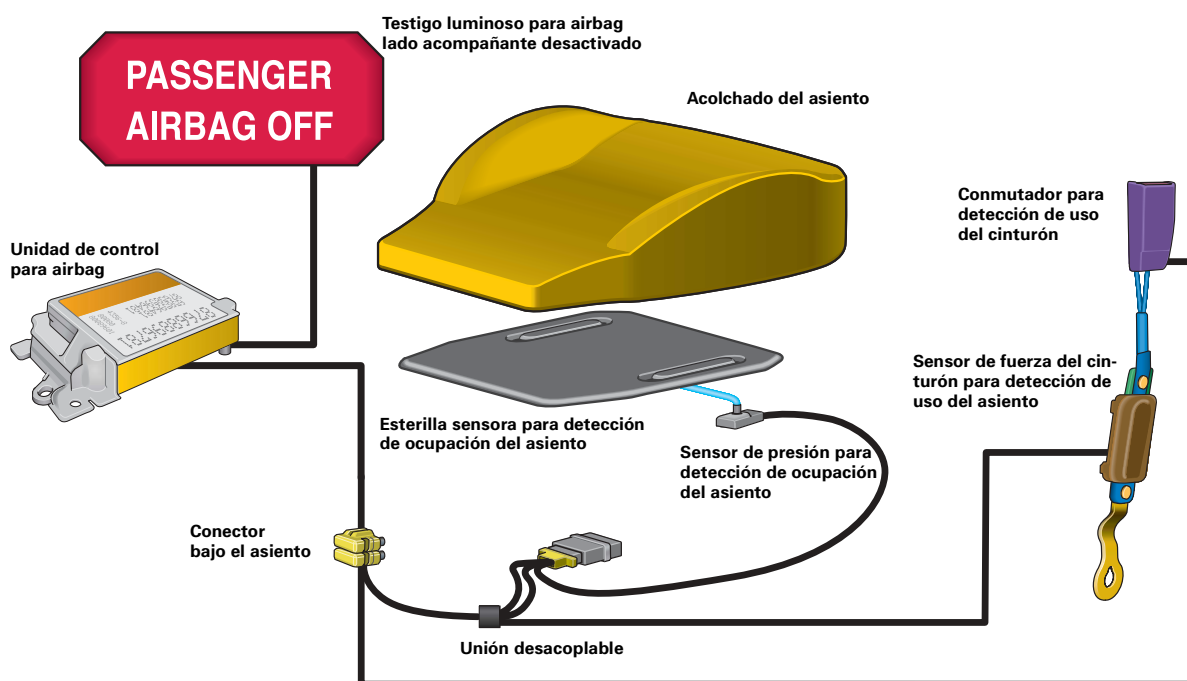 Testigo luminoso para airbag
lado acompañante desactivado
PASSENGER
AIRBAG OFF
Acolchado del asiento
Conmutador para
detección de uso
del cinturón
Unidad de control
para airbag
Sensor de fuerza del cin-
turón para detección de
uso del asiento
Esterilla sensora para detección
de ocupación del asiento
Sensor de presión para
detección de ocupación
del asiento
Conector
bajo el asiento
Unión desacoplable